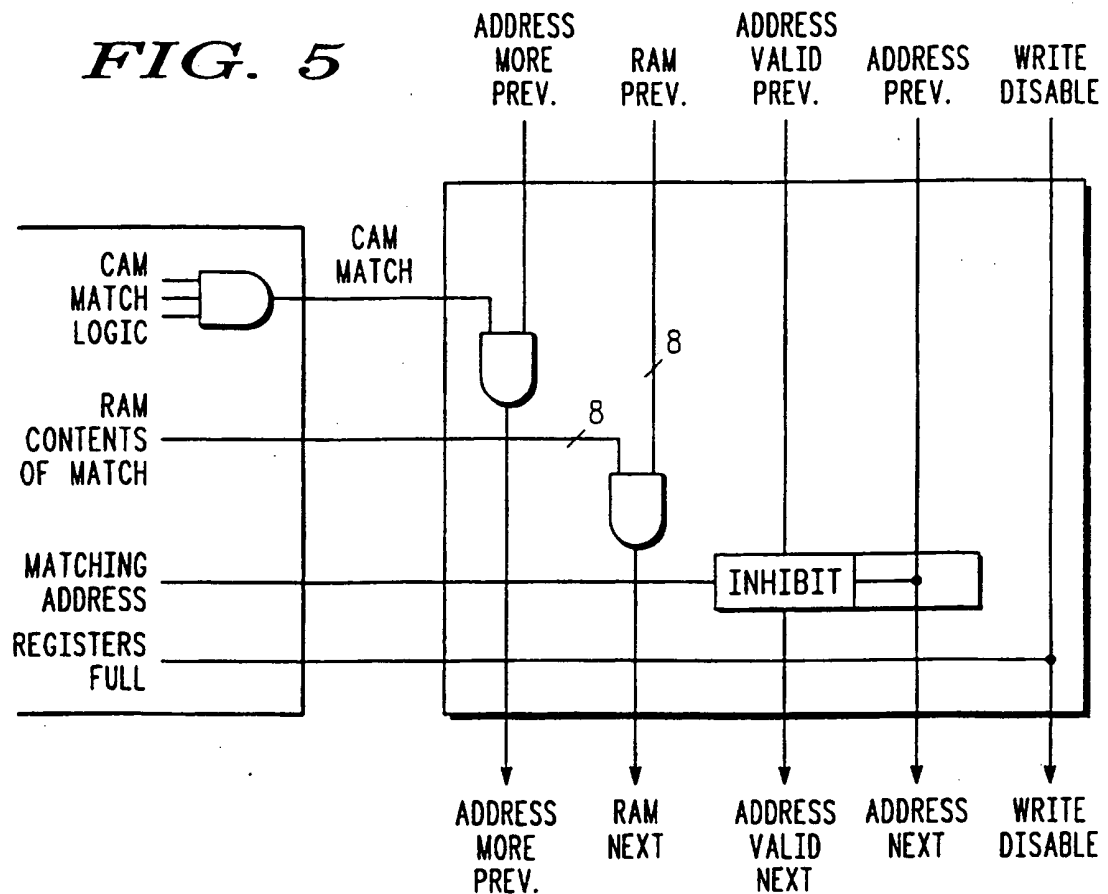 FIG. 5
ADDRESS
MORE
PREV.
RAM
PREV.
ADDRESS
VALID
PREV.
ADDRESS
PREV.
WRITE
DISABLE
CAM
MATCH
LOGIC
CAM
MATCH
8
RAM
CONTENTS
OF MATCH
8
MATCHING
ADDRESS
INHIBIT
REGISTERS
FULL
ADDRESS
MORE
PREV.
RAM
NEXT
ADDRESS
VALID
NEXT
ADDRESS
NEXT
WRITE
DISABLE